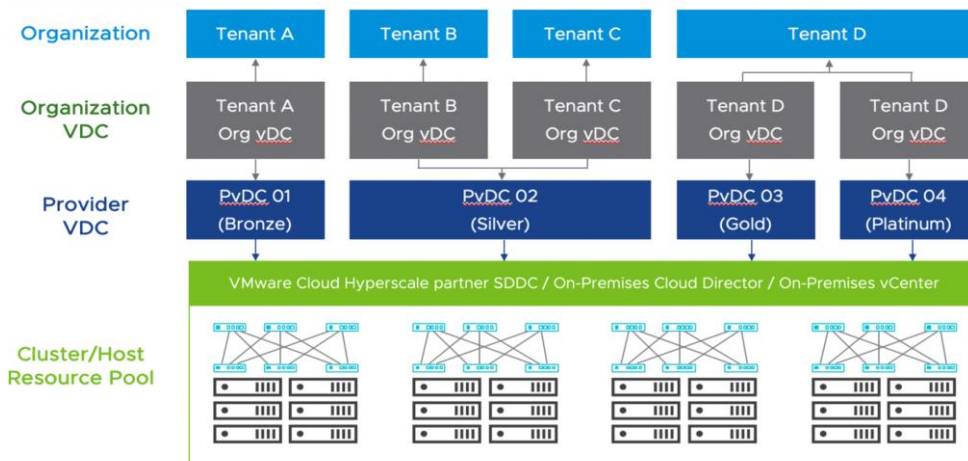 Organization
Tenant A
Tenant B
Tenant C
Tenant D
Organization
VDC
Tenant A
Org vDC
Tenant B
Org vDC
Tenant C
Org vDC
Tenant D
Org vDC
Tenant D
Org vDC
Provider
VDC
PvDC 01
(Bronze)
PvDC 02
(Silver)
PvDC 03
(Gold)
PvDC 04
(Platinum)
VMware Cloud Hyperscale partner SDDC / On-Premises Cloud Director / On-Premises vCenter
Cluster/Host
Resource Pool